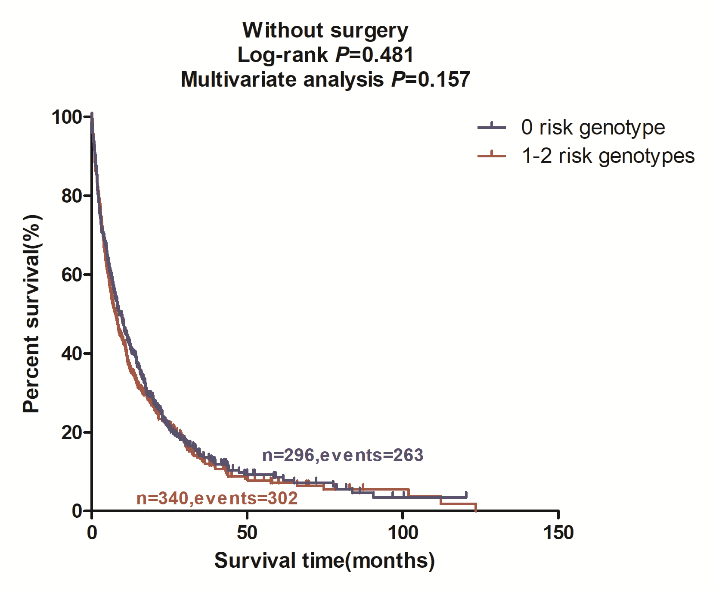 Without surgery
Log-rank P=0.481
Multivariate analysis P=0.157
0 risk genotype
1-2 risk genotypes
Percent survival(%)
100
80
60
40
20
0
n=296,events=263
n=340,events=302
0
50
100
150
Survival time(months)